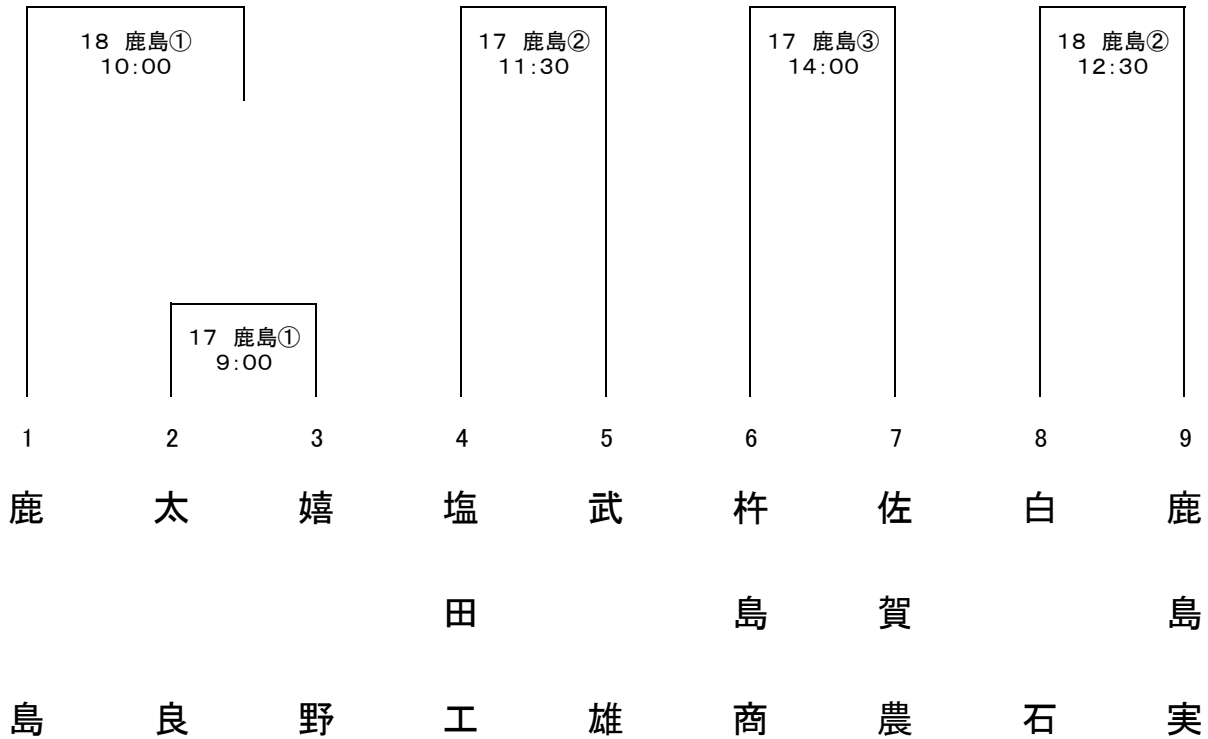 18 鹿島①
10:00
17 鹿島②
11:30
17 鹿島③
14:00
18 鹿島②
12:30
17 鹿島①
9:00
1
2
3
4
5
6
7
8
9
鹿島
太良
嬉野
塩田工
武雄
杵島商
佐賀農
白石
鹿島実